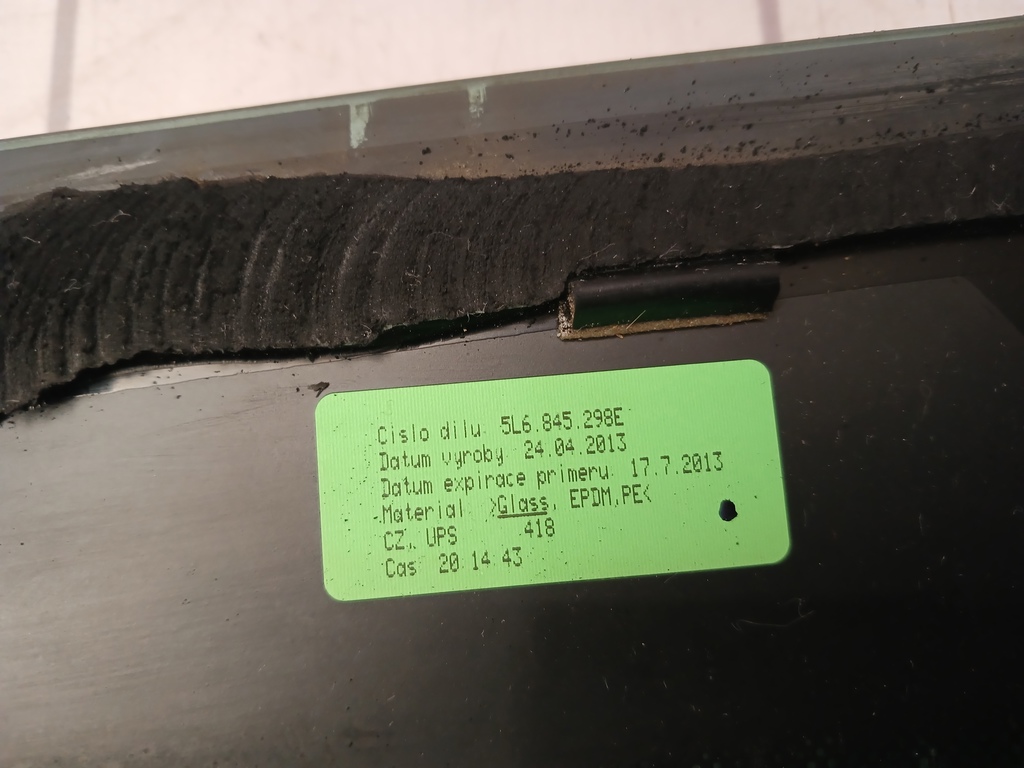 Cislo dilu: 5L6.845.298E
Datum vyroby: 24.04.2013
Datum expirace primeru: 17.7.2013
Material: >Glass, EPDM,PE<
CZ, UPS 418
Cas: 20:14:43